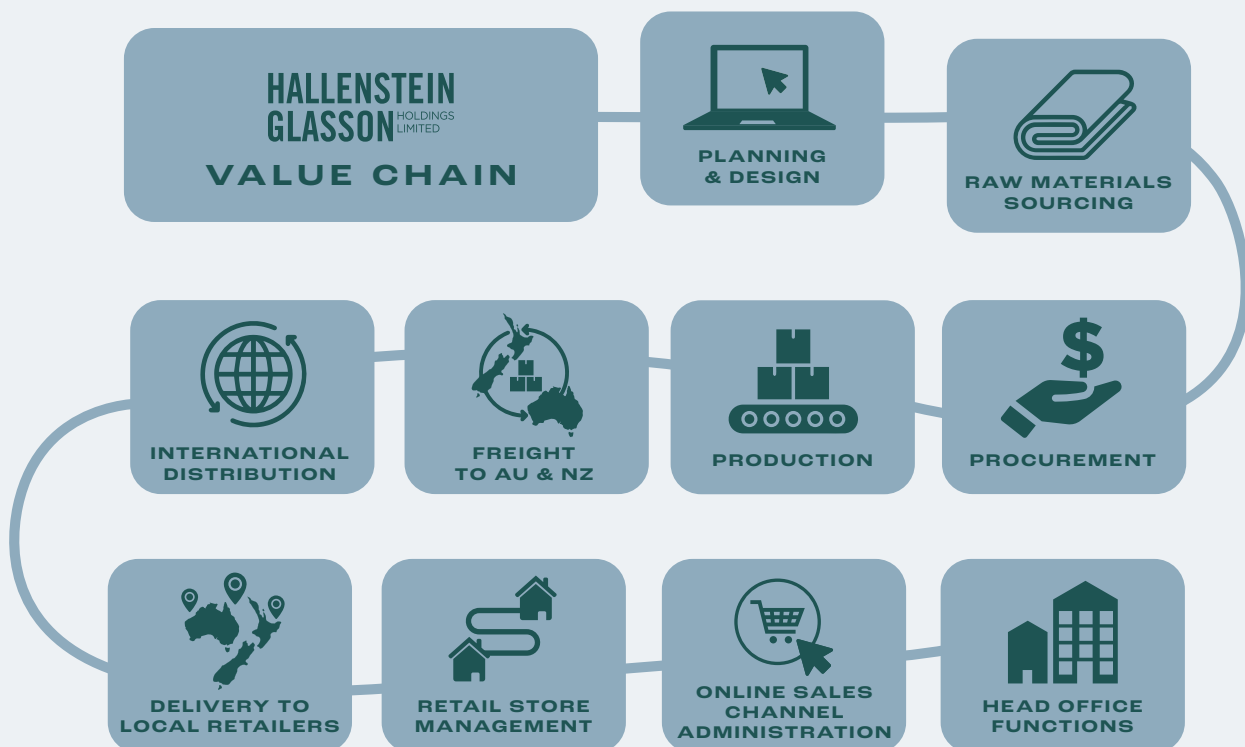 HALLENSTEIN
GLASSON HOLDINGS
LIMITED
VALUE CHAIN
PLANNING
& DESIGN
RAW MATERIALS
SOURCING
PROCUREMENT
$
PRODUCTION
FREIGHT
TO AU & NZ
INTERNATIONAL
DISTRIBUTION
DELIVERY TO
LOCAL RETAILERS
RETAIL STORE
MANAGEMENT
ONLINE SALES
CHANNEL
ADMINISTRATION
HEAD OFFICE
FUNCTIONS